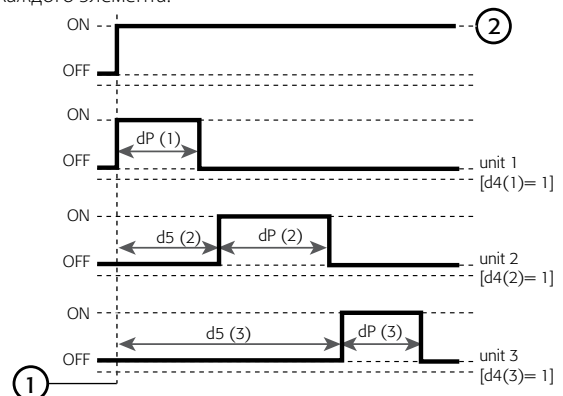 каждого элемента.
ON
2
OFF
ON
dP (1)
OFF
unit 1
[d4(1)= 1]
ON
d5 (2)
dP (2)
OFF
unit 2
[d4(2)= 1]
ON
d5 (3)
dP (3)
OFF
unit 3
[d4(3)= 1]
1